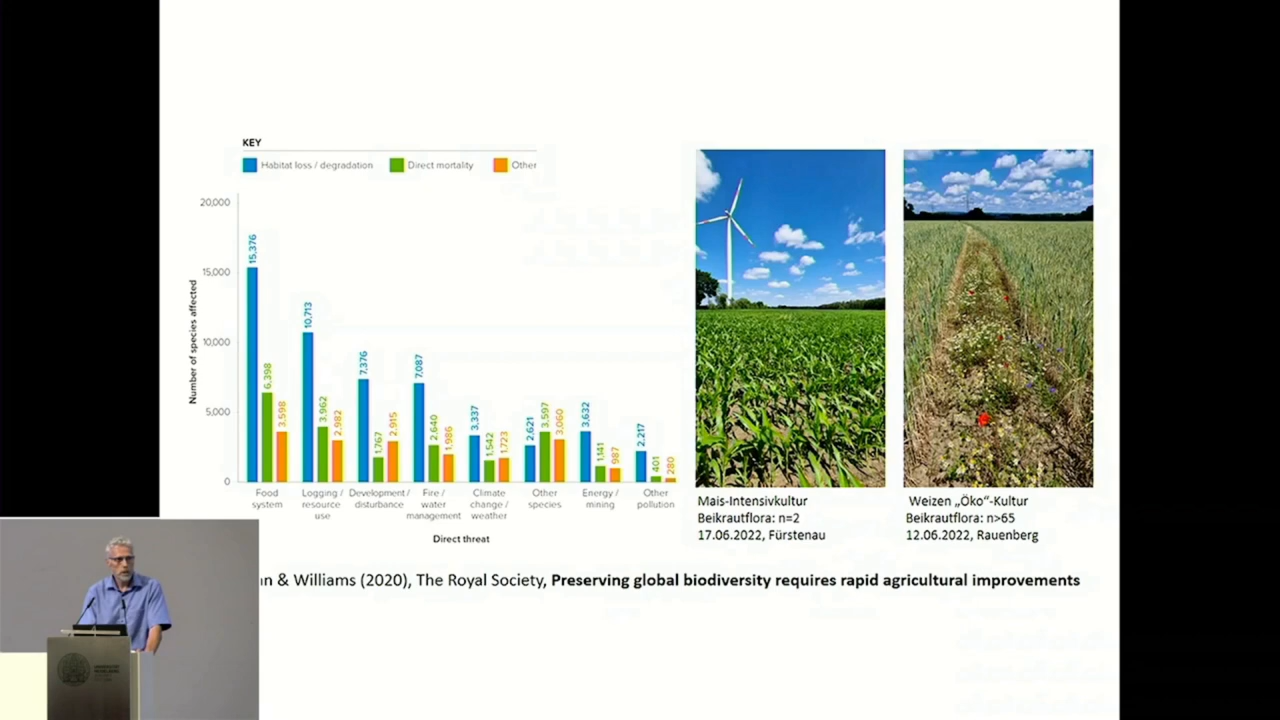 KEY
Habitat loss / degradation
Direct mortality
Other
20,000
15,000
10,000
5,000
0
Number of species affected
15,376
6,398
3,598
10,713
3,962
2,982
7,376
1,767
2,915
7,087
2,640
1,986
3,337
1,542
1,723
2,621
3,597
3,060
3,632
1,141
987
2,217
401
280
Food
system
Logging /
resource
use
Development /
disturbance
Fire /
water
management
Climate
change /
weather
Other
species
Energy /
mining
Other
pollution
Direct threat
Mais-Intensivkultur
Beikrautflora: n=2
17.06.2022, Fürstenau
Weizen „Öko“-Kultur
Beikrautflora: n>65
12.06.2022, Rauenberg
& Williams (2020), The Royal Society, Preserving global biodiversity requires rapid agricultural improvements